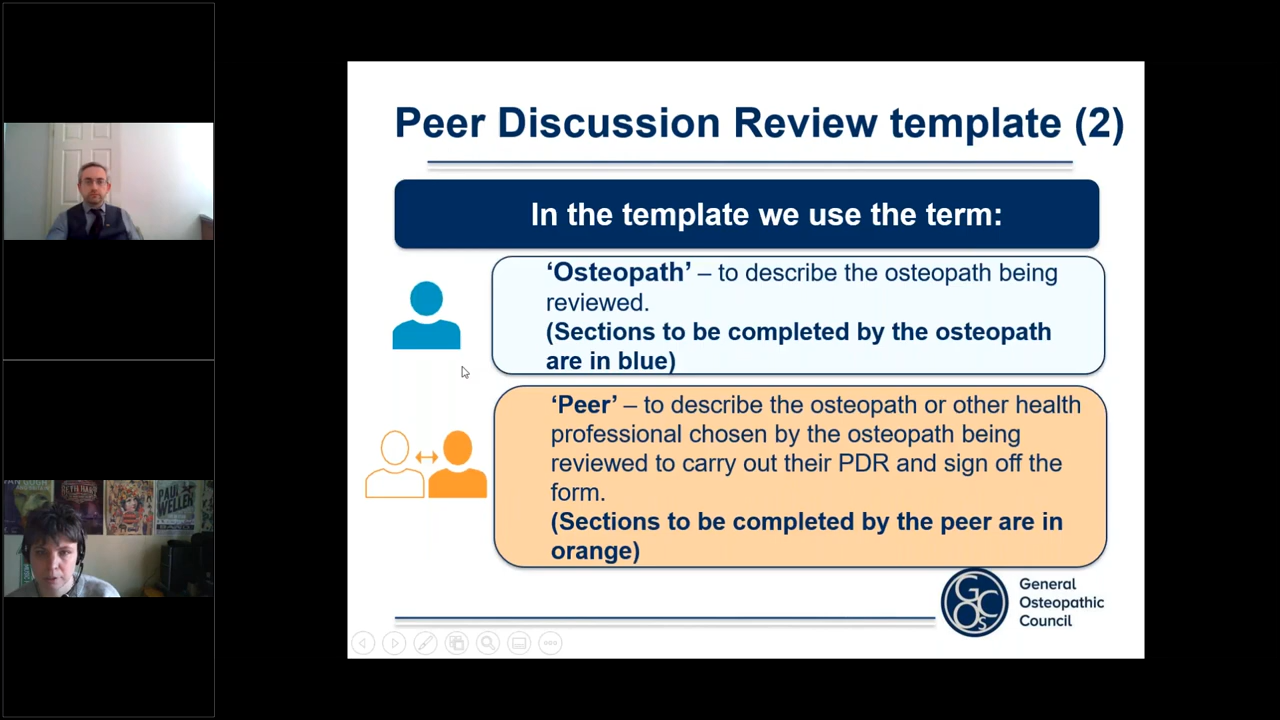 Peer Discussion Review template (2)
In the template we use the term:
‘Osteopath’ – to describe the osteopath being
reviewed.
(Sections to be completed by the osteopath
are in blue)
‘Peer’ – to describe the osteopath or other health
professional chosen by the osteopath being
reviewed to carry out their PDR and sign off the
form.
(Sections to be completed by the peer are in
orange)
General
Osteopathic
Council
PAUL
WELLER